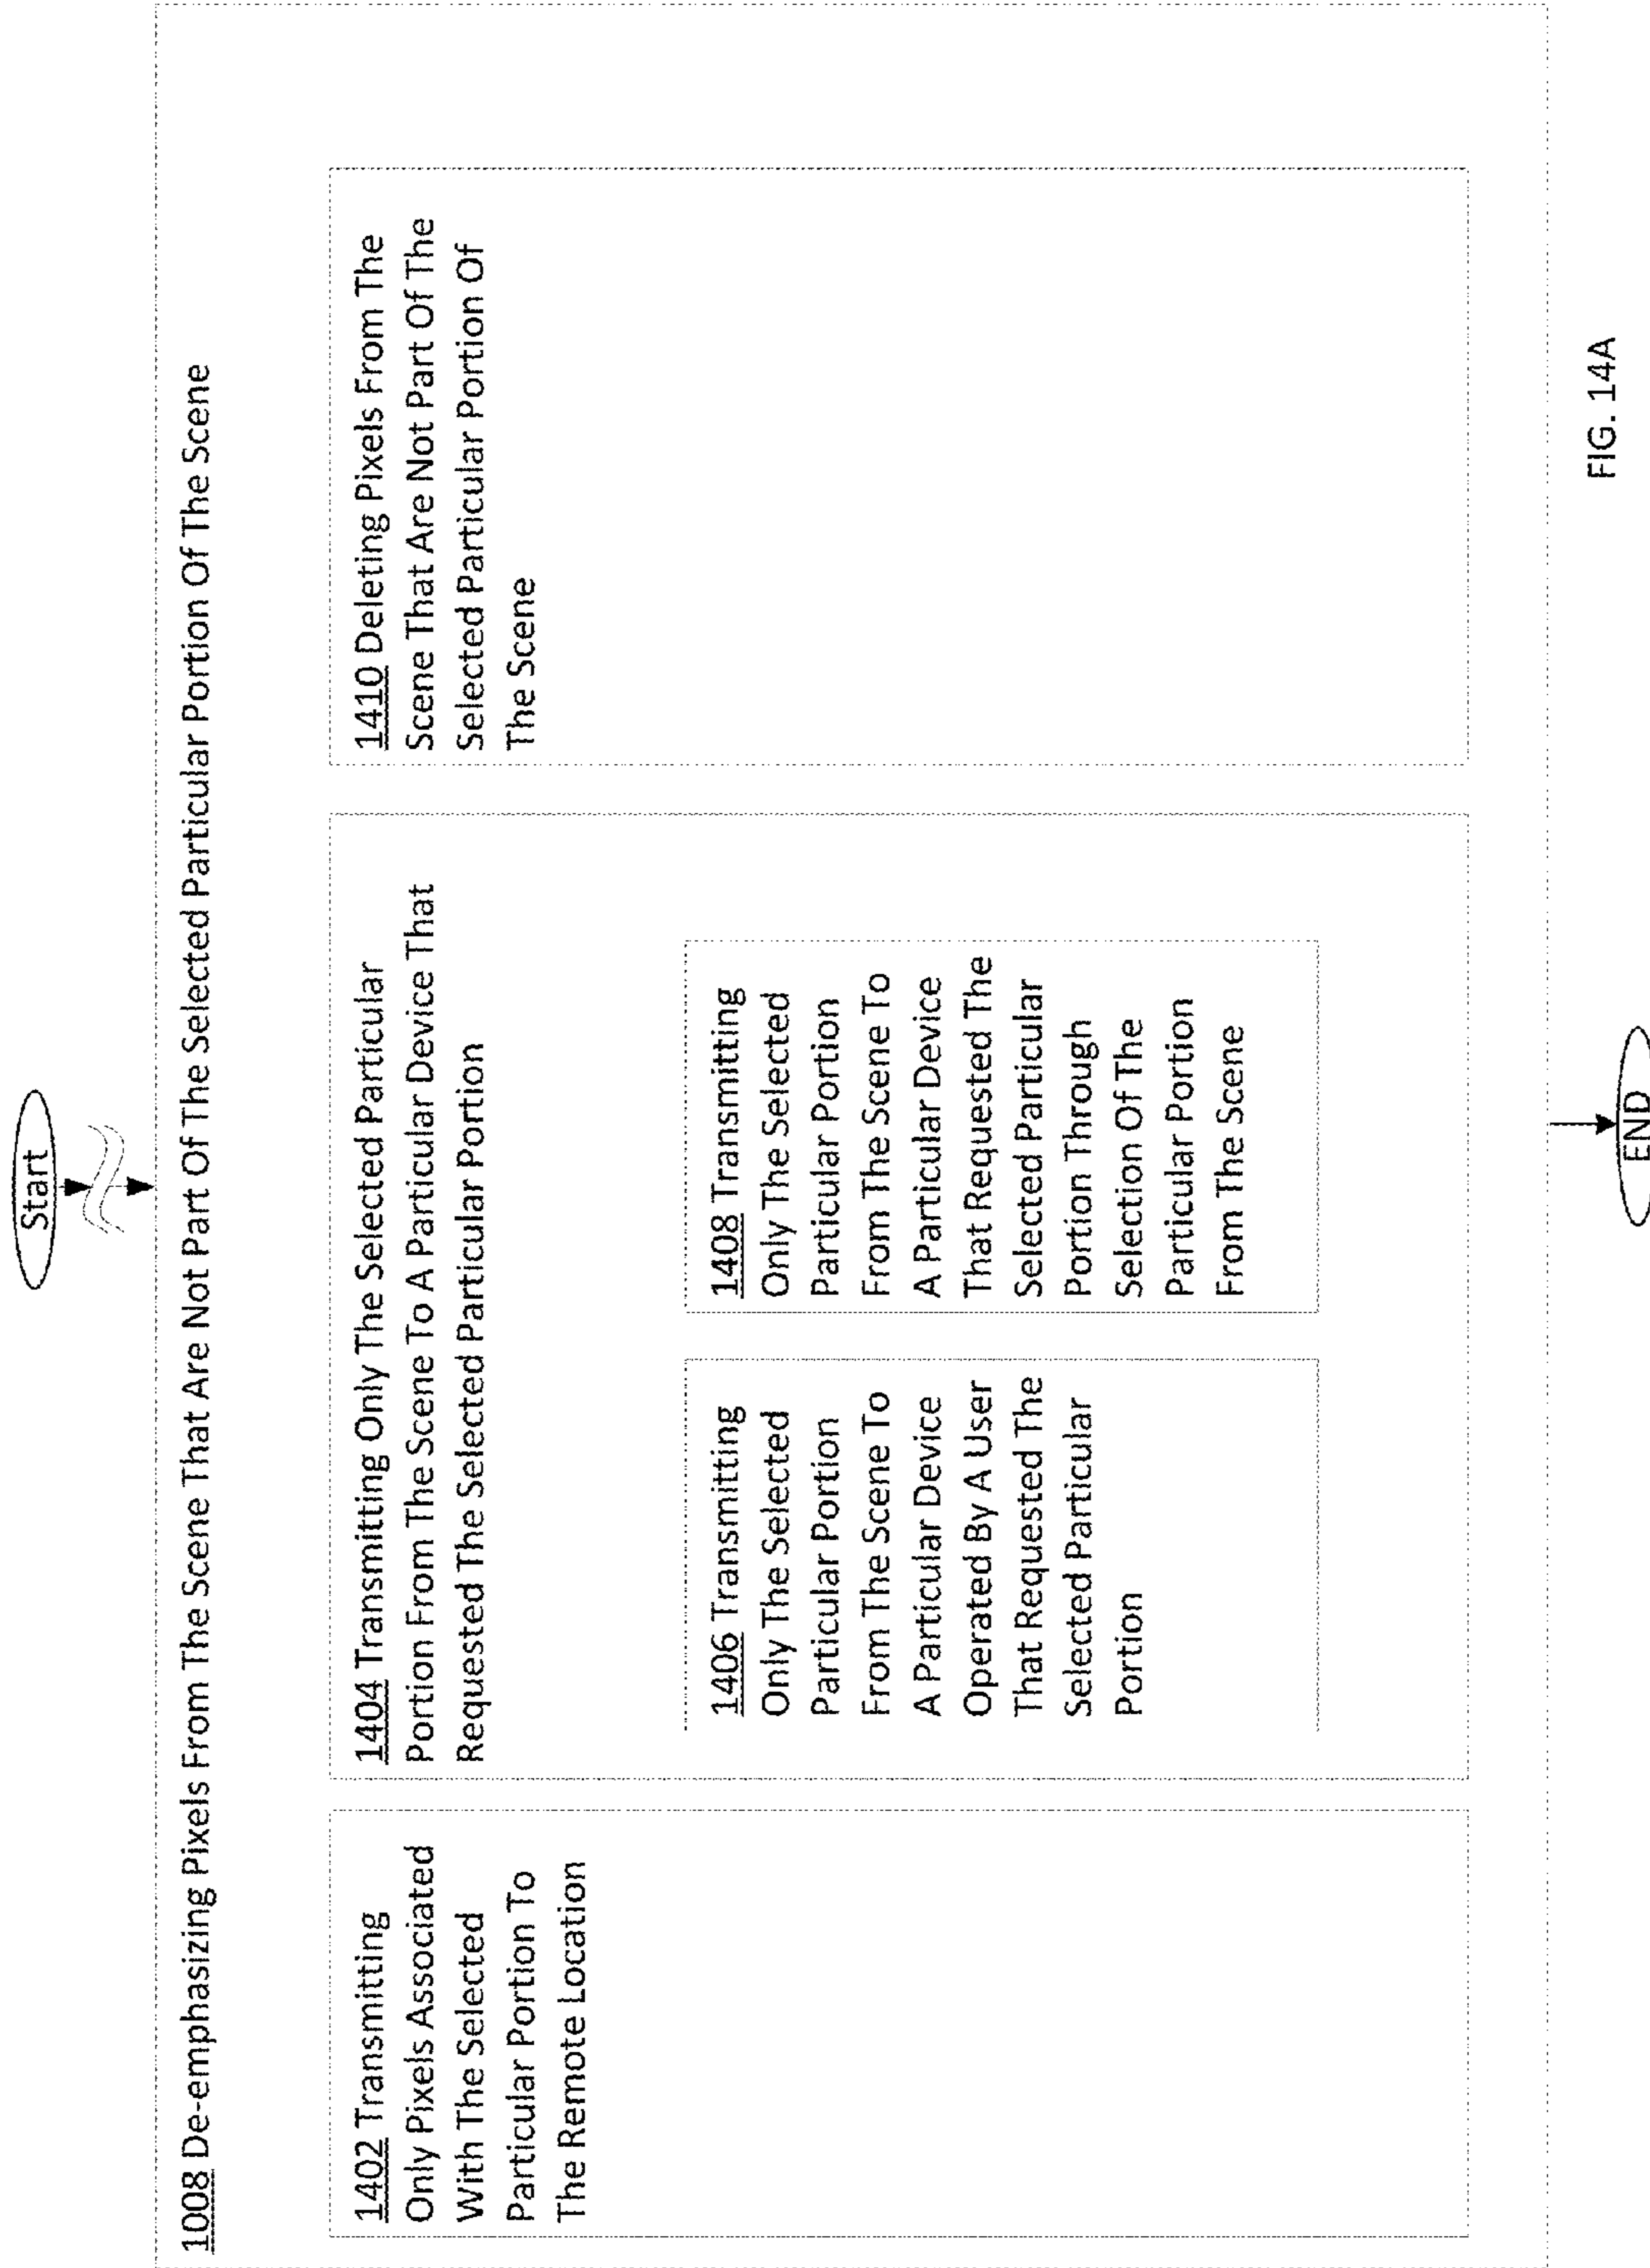 Start
1008 De-emphasizing Pixels From The Scene That Are Not Part Of The Selected Particular Portion Of The Scene
1402 Transmitting
Only Pixels Associated
With The Selected
Particular Portion To
The Remote Location
1404 Transmitting Only The Selected Particular
Portion From The Scene To A Particular Device That
Requested The Selected Particular Portion
1406 Transmitting
Only The Selected
Particular Portion
From The Scene To
A Particular Device
Operated By A User
That Requested The
Selected Particular
Portion
1408 Transmitting
Only The Selected
Particular Portion
From The Scene To
A Particular Device
That Requested The
Selected Particular
Portion Through
Selection Of The
Particular Portion
From The Scene
1410 Deleting Pixels From The
Scene That Are Not Part Of The
Selected Particular Portion Of
The Scene
END
FIG. 14A